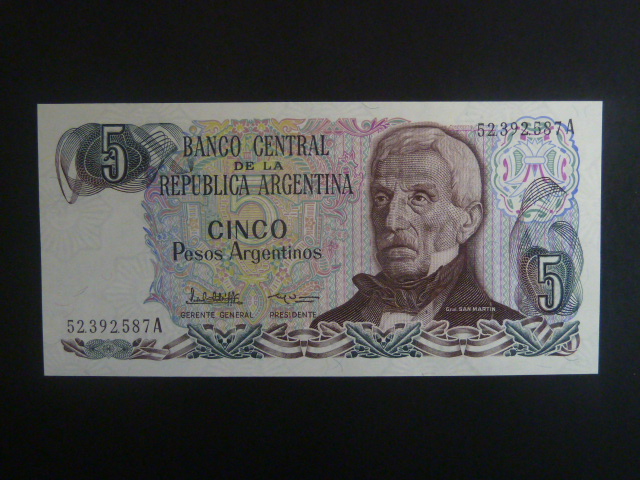 5
52.392.587A
BANCO CENTRAL
DE LA
REPUBLICA ARGENTINA
5
CINCO
Pesos Argentinos
5
GERENTE GENERAL PRESIDENTE
Gral. SAN MARTIN
52.392.587A